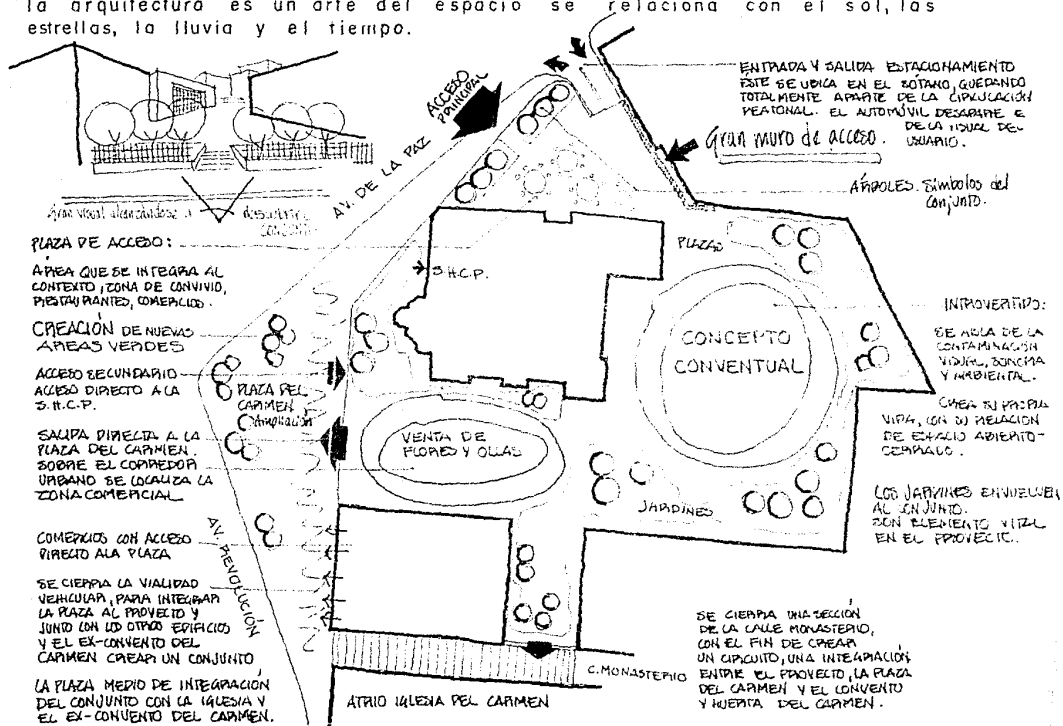 la arquitectura es un arte del espacio se relaciona con el sol, las
estrellas, la lluvia y el tiempo.
Gran visual alzándose a descubrir
CONJUNTO
PLAZA DE ACCESO:
AREA QUE SE INTEGRA AL
CONTEXTO, ZONA DE CONVIVIO,
RESTAURANTES, COMERCIOS.
CREACIÓN DE NUEVAS
AREAS VERDES
ACCESO SECUNDARIO
ACCESO DIRECTO A LA
S.H.C.P.
SALIDA DIRECTA A LA
PLAZA DEL CARMEN.
SOBRE EL CORREDOR
URBANO SE LOCALIZA LA
ZONA COMERCIAL
COMERCIOS CON ACCESO
DIRECTO ALA PLAZA
SE CIERRA LA VIALIDAD
VEHICULAR, PARA INTEGRAR
LA PLAZA AL PROYECTO Y
JUNTO CON LOS OTROS EDIFICIOS
Y EL EX-CONVENTO DEL
CARMEN CREAR UN CONJUNTO
LA PLAZA MEDIO DE INTEGRACIÓN
DEL CONJUNTO CON LA IGLESIA Y
EL EX-CONVENTO DEL CARMEN.
AV. DE LA PAZ
ACCESO
PRINCIPAL
S.H.C.P.
PLAZA DEL
CARMEN
Ampliación
AV. REVOLUCIÓN
VENTA DE
FLORES Y OLLAS
PLAZAS
CONCEPTO
CONVENTUAL
JARDINES
C. MONASTERIO
ATRIO IGLESIA DEL CARMEN
ENTRADA Y SALIDA ESTACIONAMIENTO
ESTE SE UBICA EN EL SÓTANO, QUEDANDO
TOTALMENTE APARTE DE LA CIRCULACIÓN
PEATONAL. EL AUTOMÓVIL DESAPARECE
DE LA VISUAL DEL
USUARIO.
Gran muro de acceso.
ÁRBOLES. Símbolos del
conjunto.
INTROVERTIDO:
SE AISLA DE LA
CONTAMINACIÓN
VISUAL, SONORA
Y AMBIENTAL.
CREA SU PROPIA
VIDA, CON SU RELACION
DE ESPACIO ABIERTO-
CERRADO.
LOS JARDINES ENVUELVEN
AL CONJUNTO.
SON ELEMENTO VITAL
EN EL PROYECTO.
SE CIERRA UNA SECCIÓN
DE LA CALLE MONASTERIO,
CON EL FIN DE CREAR
UN CIRCUITO, UNA INTEGRACIÓN
ENTRE EL PROYECTO, LA PLAZA
DEL CARMEN Y EL CONVENTO
Y HUERTA DEL CARMEN.